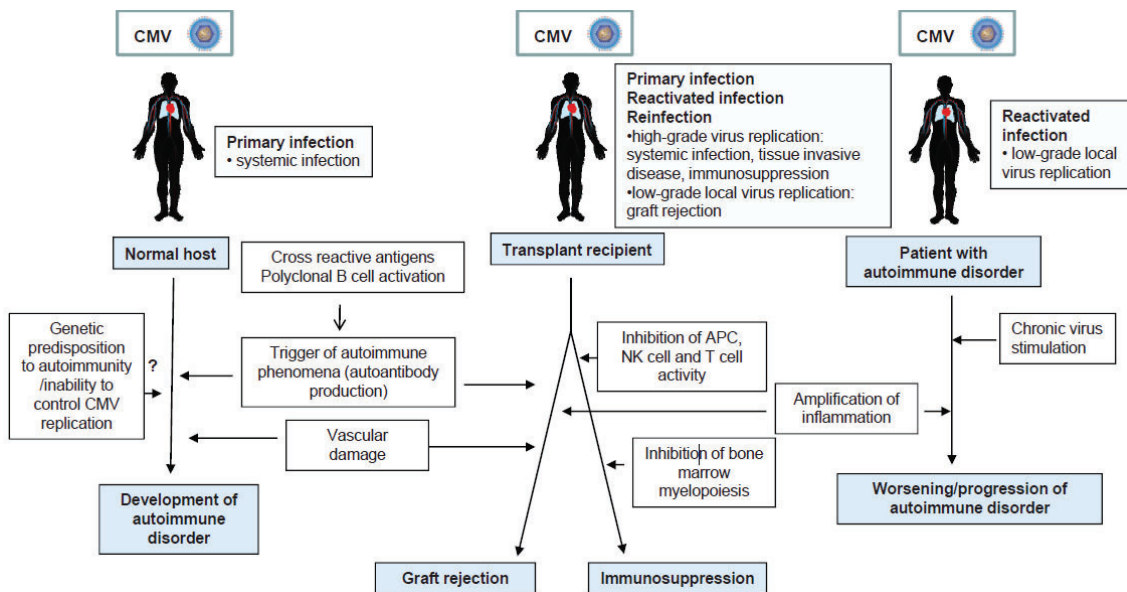 CMV
CMV
CMV
Primary infection
• systemic infection
Primary infection
Reactivated infection
Reinfection
•high-grade virus replication:
systemic infection, tissue invasive
disease, immunosuppression
•low-grade local virus replication:
graft rejection
Reactivated
infection
• low-grade local
virus replication
Normal host
Transplant recipient
Patient with
autoimmune disorder
Cross reactive antigens
Polyclonal B cell activation
Genetic
predisposition
to autoimmunity
/inability to
control CMV
replication
?
Trigger of autoimmune
phenomena (autoantibody
production)
Inhibition of APC,
NK cell and T cell
activity
Chronic virus
stimulation
Amplification of
inflammation
Vascular
damage
Inhibition of bone
marrow
myelopoiesis
Development of
autoimmune
disorder
Worsening/progression of
autoimmune disorder
Graft rejection
Immunosuppression